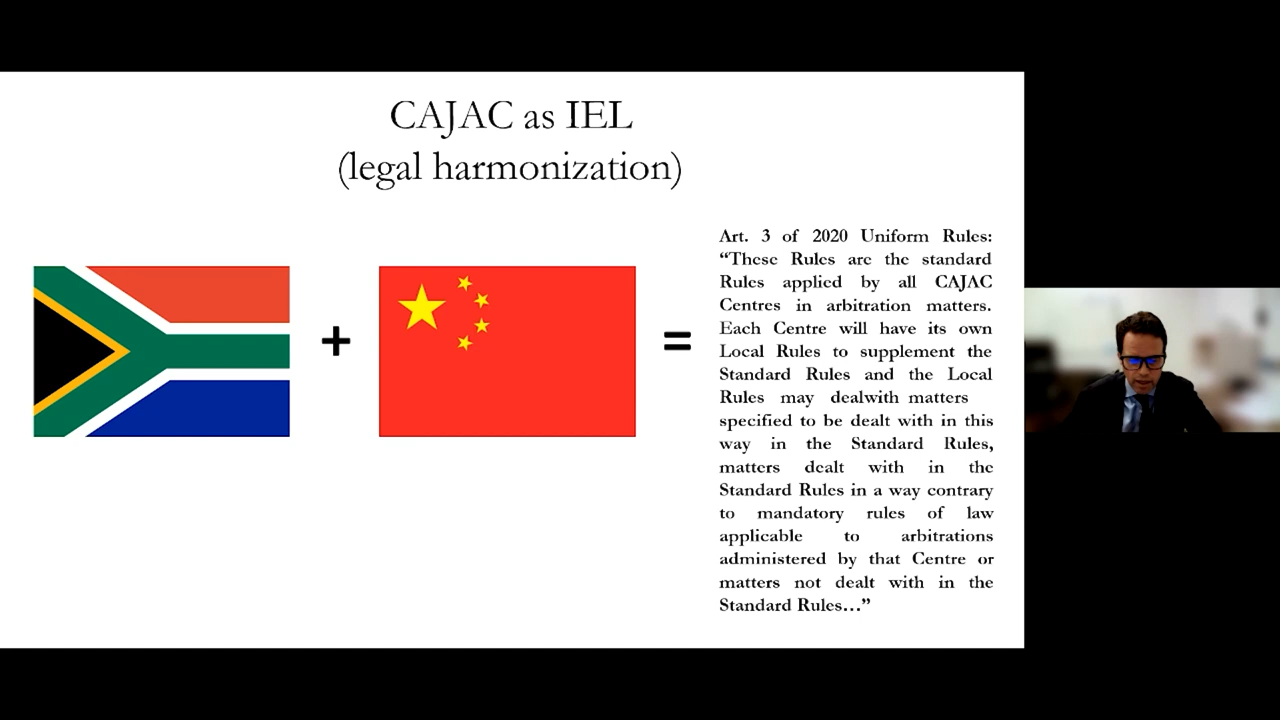 CAJAC as IEL
(legal harmonization)
+
=
Art. 3 of 2020 Uniform Rules:
“These Rules are the standard
Rules applied by all CAJAC
Centres in arbitration matters.
Each Centre will have its own
Local Rules to supplement the
Standard Rules and the Local
Rules may dealwith matters
specified to be dealt with in this
way in the Standard Rules,
matters dealt with in the
Standard Rules in a way contrary
to mandatory rules of law
applicable to arbitrations
administered by that Centre or
matters not dealt with in the
Standard Rules…”